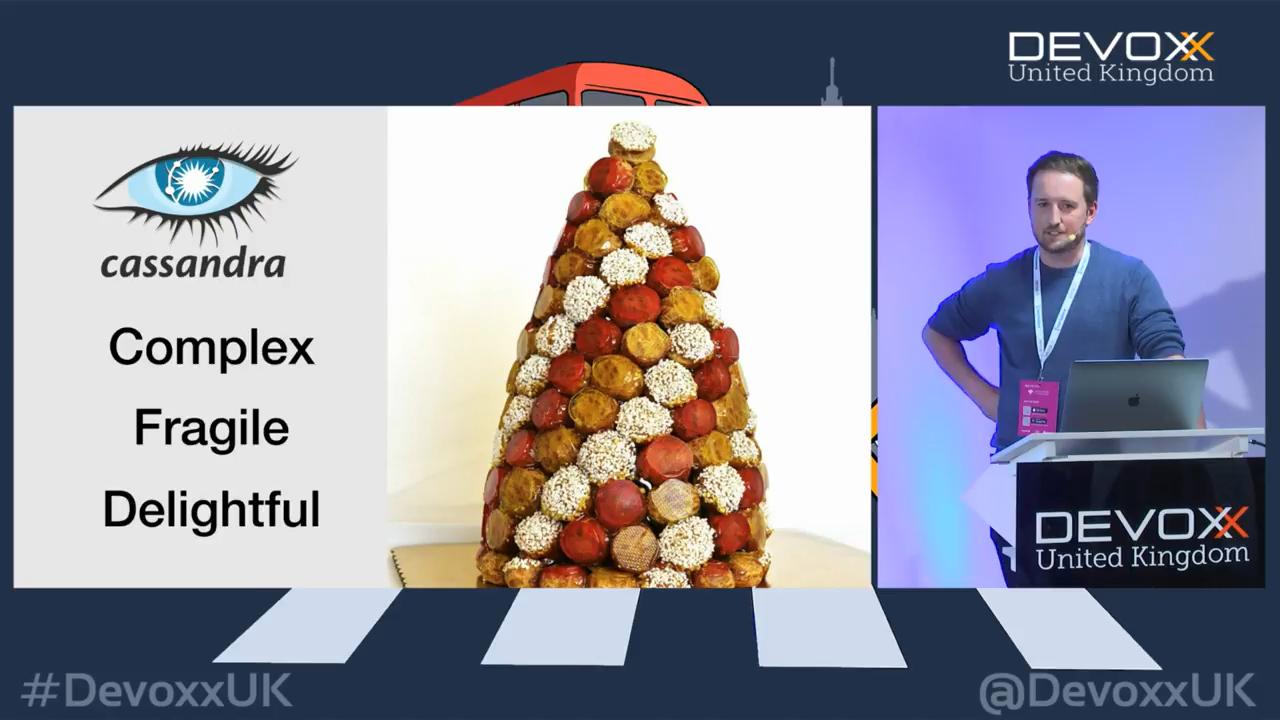 DEVOXX
United Kingdom
cassandra
Complex
Fragile
Delightful
DEVOXX
United Kingdom
#DevoxxUK
@DevoxxUK